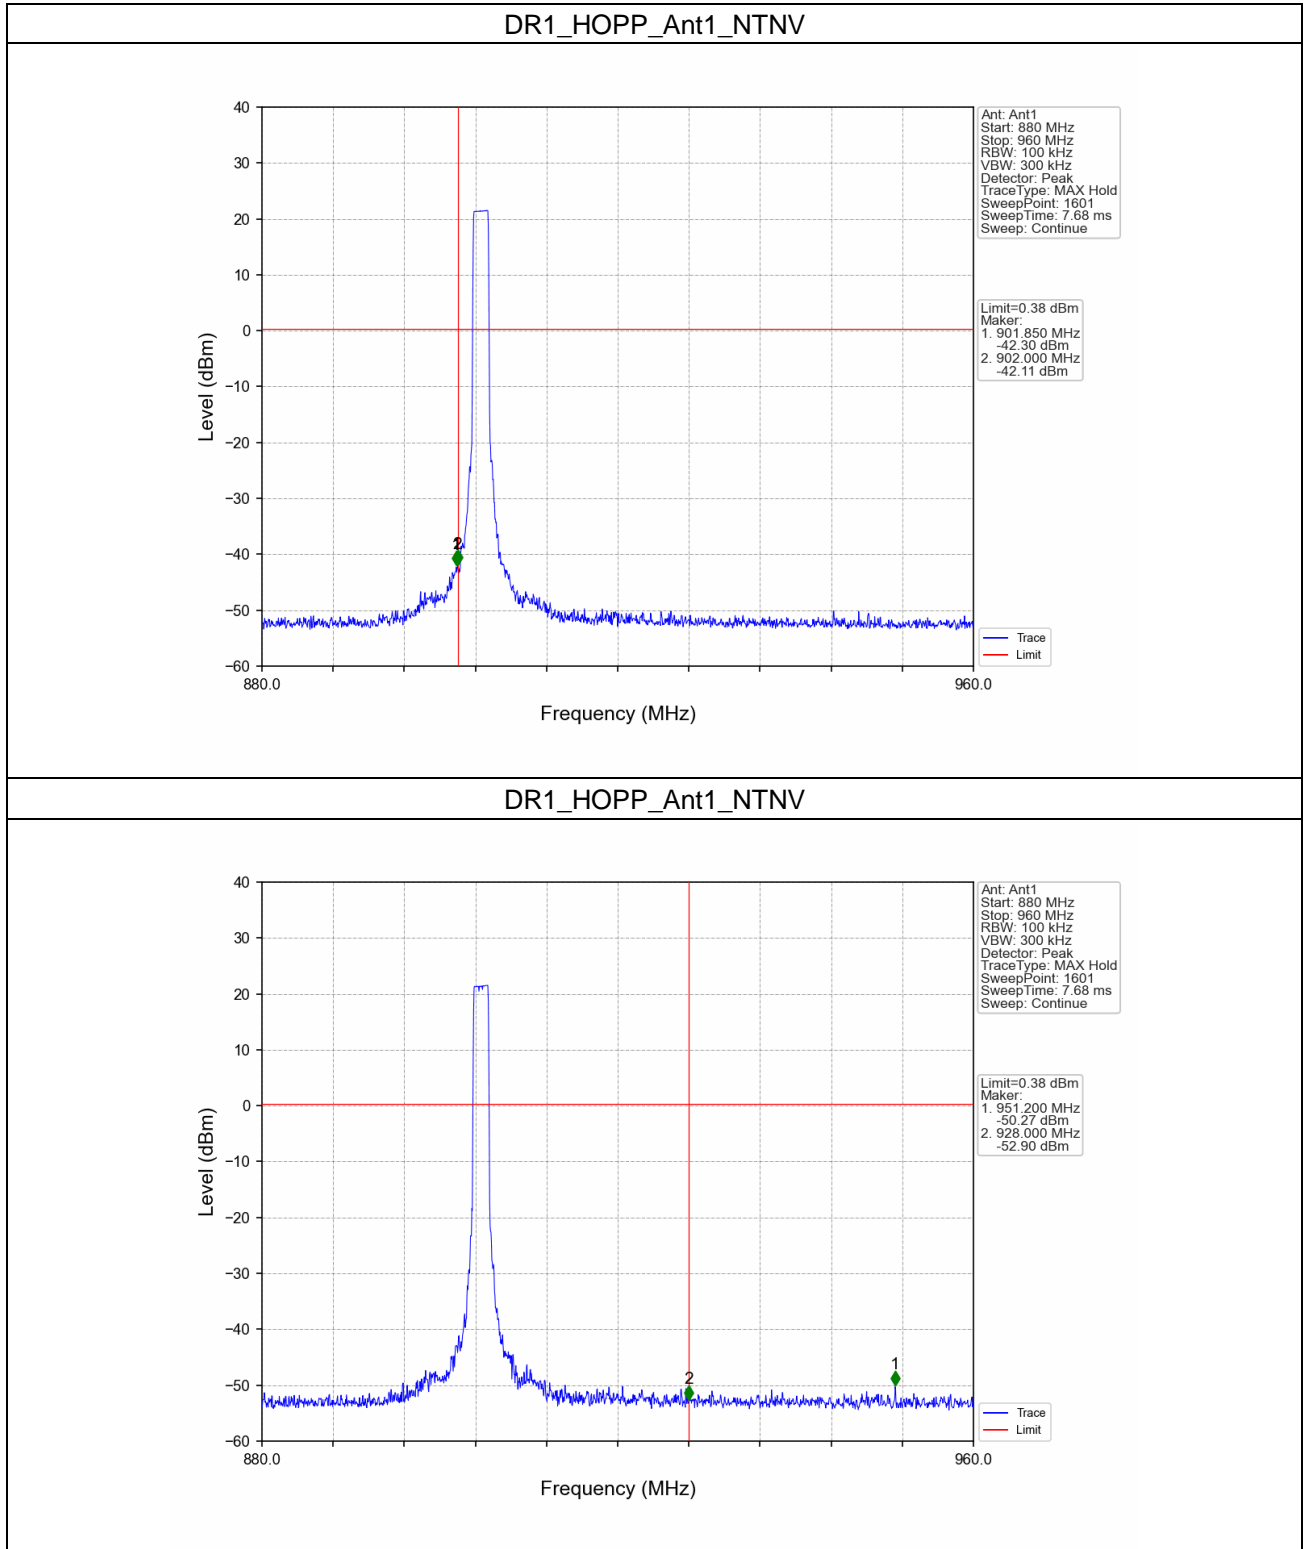 DR1_HOPP_Ant1_NTNV
40
30
20
10
0
−10
−20
−30
−40
−50
−60
Level (dBm)
880.0
960.0
Frequency (MHz)
2
Ant: Ant1
Start: 880 MHz
Stop: 960 MHz
RBW: 100 kHz
VBW: 300 kHz
Detector: Peak
TraceType: MAX Hold
SweepPoint: 1601
SweepTime: 7.68 ms
Sweep: Continue
Limit=0.38 dBm
Maker:
1. 901.850 MHz
-42.30 dBm
2. 902.000 MHz
-42.11 dBm
Trace
Limit
DR1_HOPP_Ant1_NTNV
40
30
20
10
0
−10
−20
−30
−40
−50
−60
Level (dBm)
880.0
960.0
Frequency (MHz)
2
1
Ant: Ant1
Start: 880 MHz
Stop: 960 MHz
RBW: 100 kHz
VBW: 300 kHz
Detector: Peak
TraceType: MAX Hold
SweepPoint: 1601
SweepTime: 7.68 ms
Sweep: Continue
Limit=0.38 dBm
Maker:
1. 951.200 MHz
-50.27 dBm
2. 928.000 MHz
-52.90 dBm
Trace
Limit